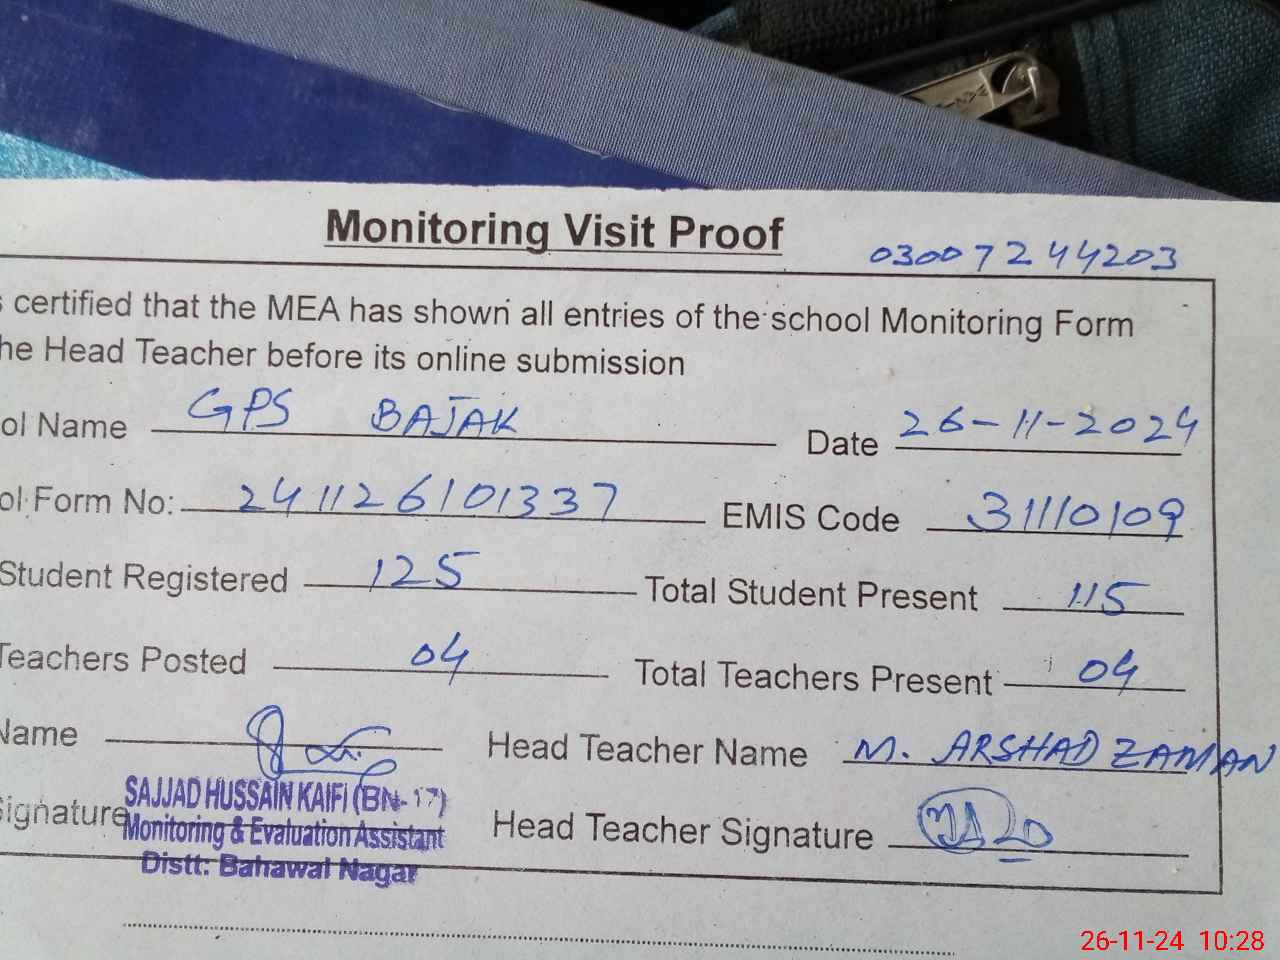 Monitoring Visit Proof
03007244203
certified that the MEA has shown all entries of the school Monitoring Form
he Head Teacher before its online submission
ol Name GPS BAJAK Date 26-11-2024
ol Form No: 241126101337 EMIS Code 31110109
Student Registered 125 Total Student Present 115
Teachers Posted 04 Total Teachers Present 04
Name Head Teacher Name M. ARSHAD ZAMAN
SAJJAD HUSSAIN KAIFI (BN-17)
ignature Head Teacher Signature
Monitoring & Evaluation Assistant
Distt: Bahawal Nagar
26-11-24 10:28